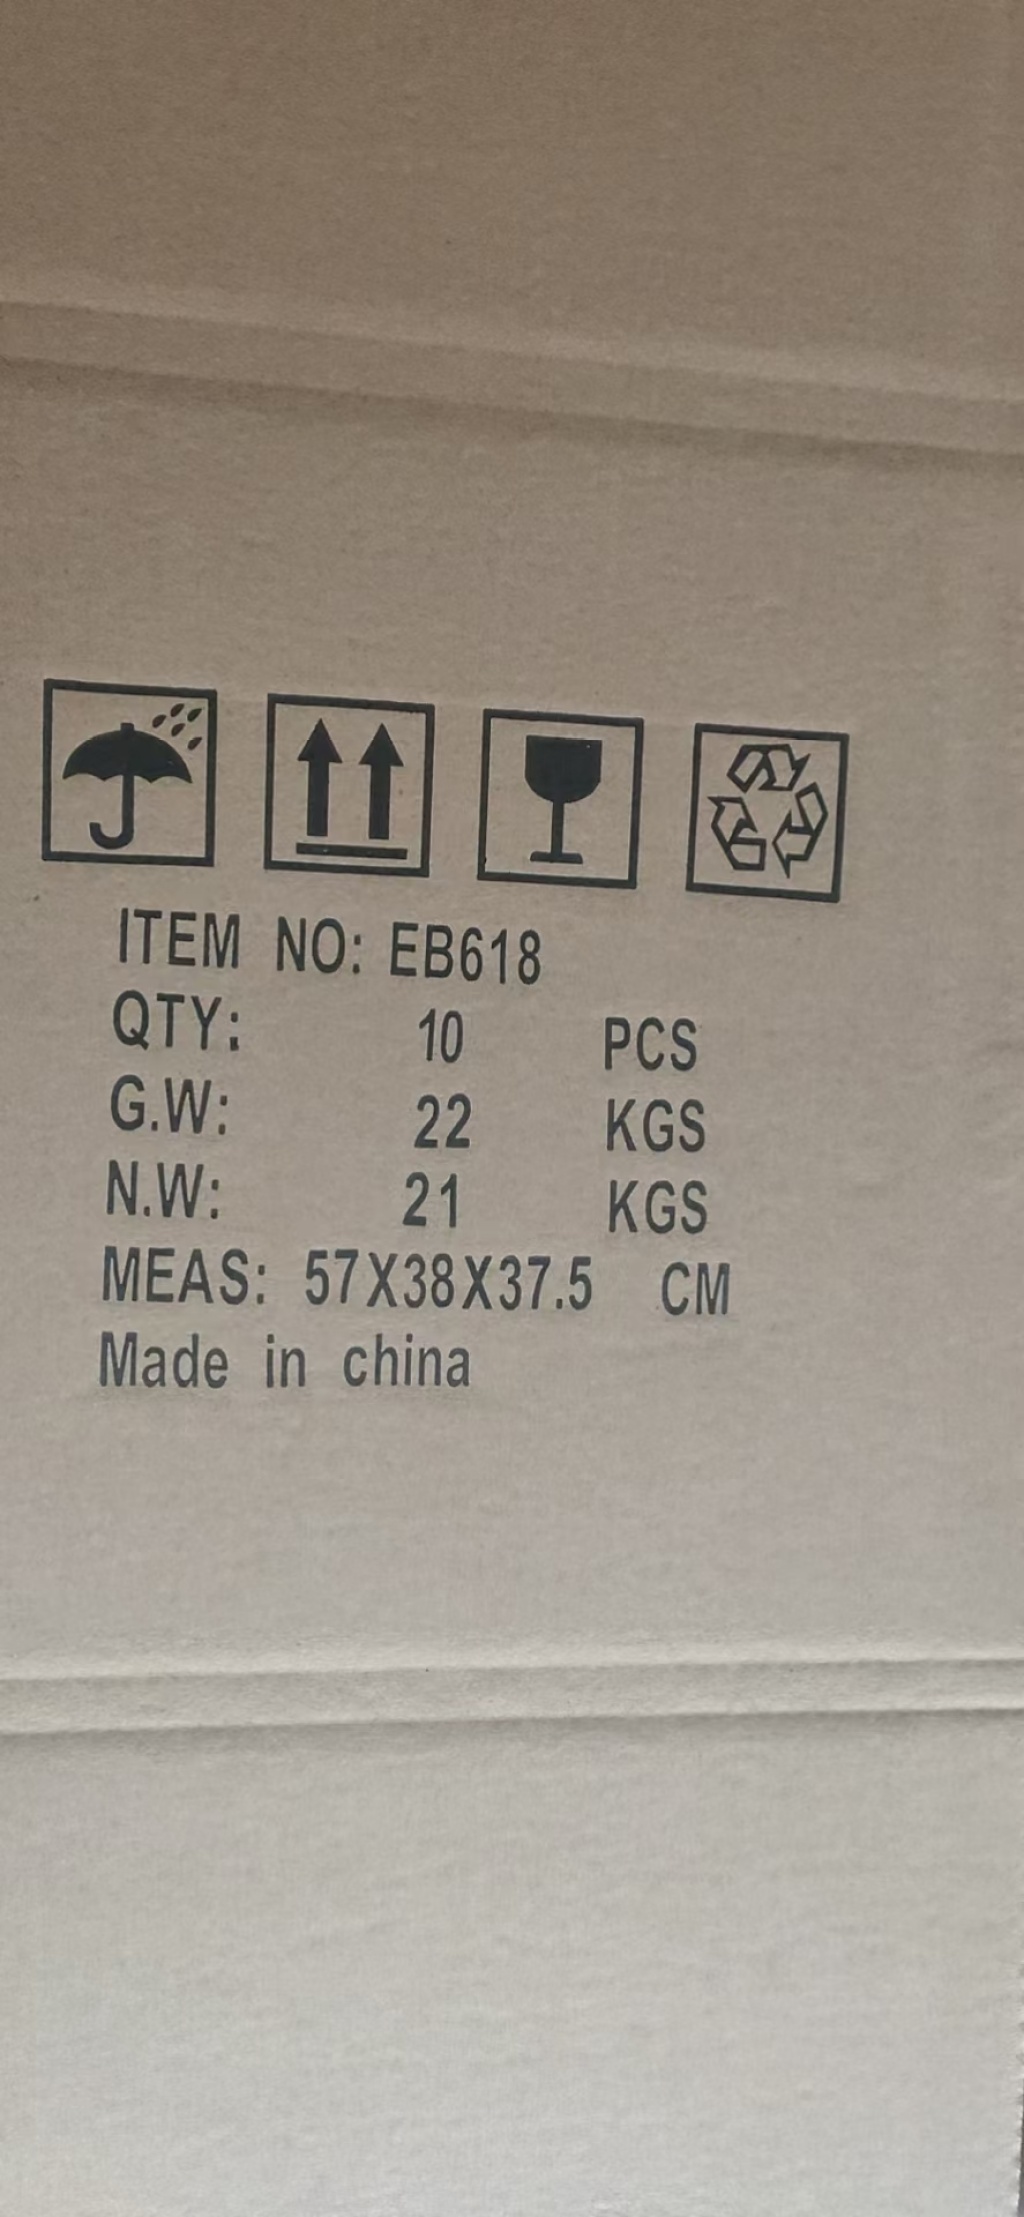 ITEM NO: EB618
QTY: 10 PCS
G.W: 22 KGS
N.W: 21 KGS
MEAS: 57X38X37.5 CM
Made in china